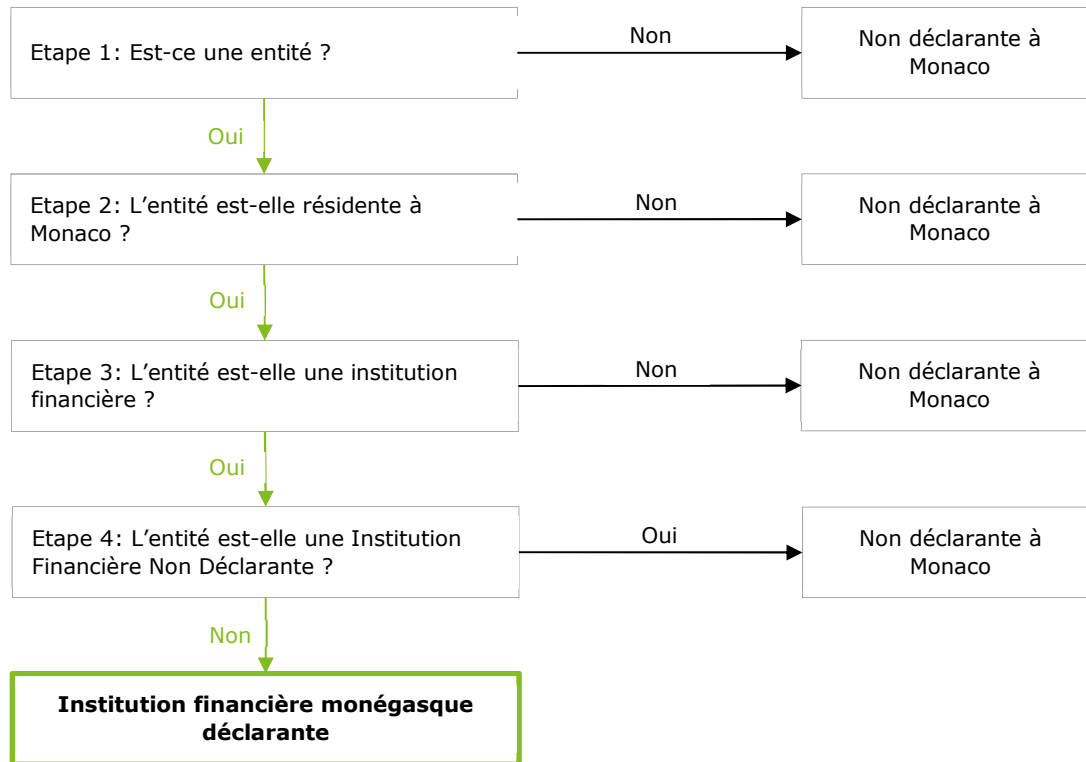 Etape 1: Est-ce une entité ?
Non
Non déclarante à
Monaco
Oui
Etape 2: L’entité est-elle résidente à
Monaco ?
Non
Non déclarante à
Monaco
Oui
Etape 3: L’entité est-elle une institution
financière ?
Non
Non déclarante à
Monaco
Oui
Etape 4: L’entité est-elle une Institution
Financière Non Déclarante ?
Oui
Non déclarante à
Monaco
Non
Institution financière monégasque
déclarante